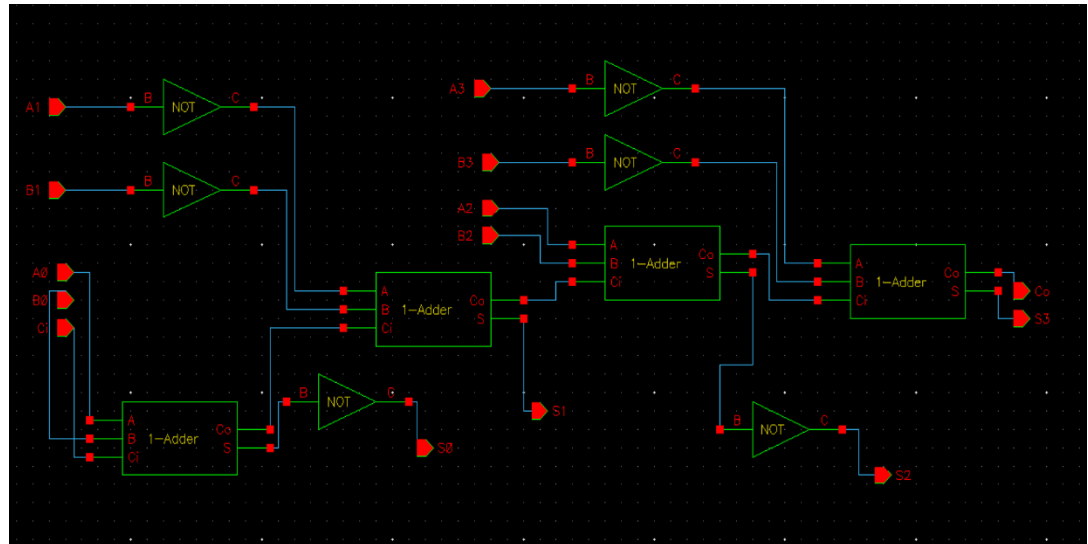 A1
B NOT C
B1
B NOT C
A3
B NOT C
B3
B NOT C
A2
B2
A
B
Ci
1-Adder
Co
S
A
B
Ci
1-Adder
Co
S
Co
S3
A0
B0
Ci
A
B
Ci
1-Adder
Co
S
S1
A
B
Ci
1-Adder
Co
S
B NOT C
S0
B NOT C
S2